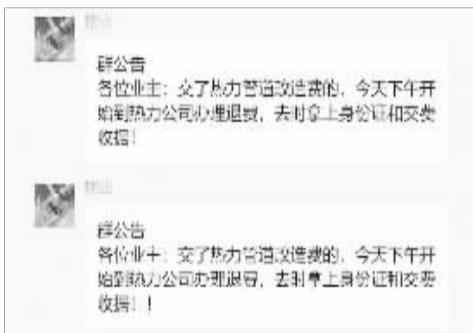 群公告
各位业主：交了热力管道改造费的，今天下午开
始到热力公司办理退费，去时拿上身份证和交费
收据！
群公告
各位业主：交了热力管道改造费的，今天下午开
始到热力公司办理退费，去时拿上身份证和交费
收据！！